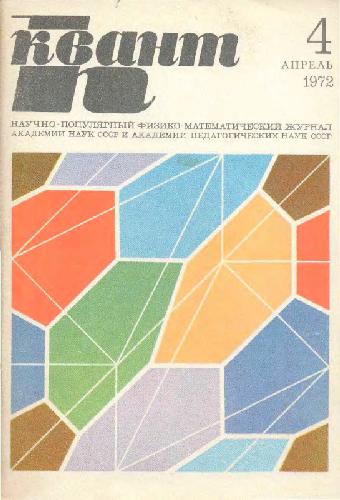 квант
4
АПРЕЛЬ
1972
НАУЧНО-ПОПУЛЯРНЫЙ ФИЗИКО-МАТЕМАТИЧЕСКИЙ ЖУРНАЛ
АКАДЕМИИ НАУК СССР И АКАДЕМИИ ПЕДАГОГИЧЕСКИХ НАУК СССР